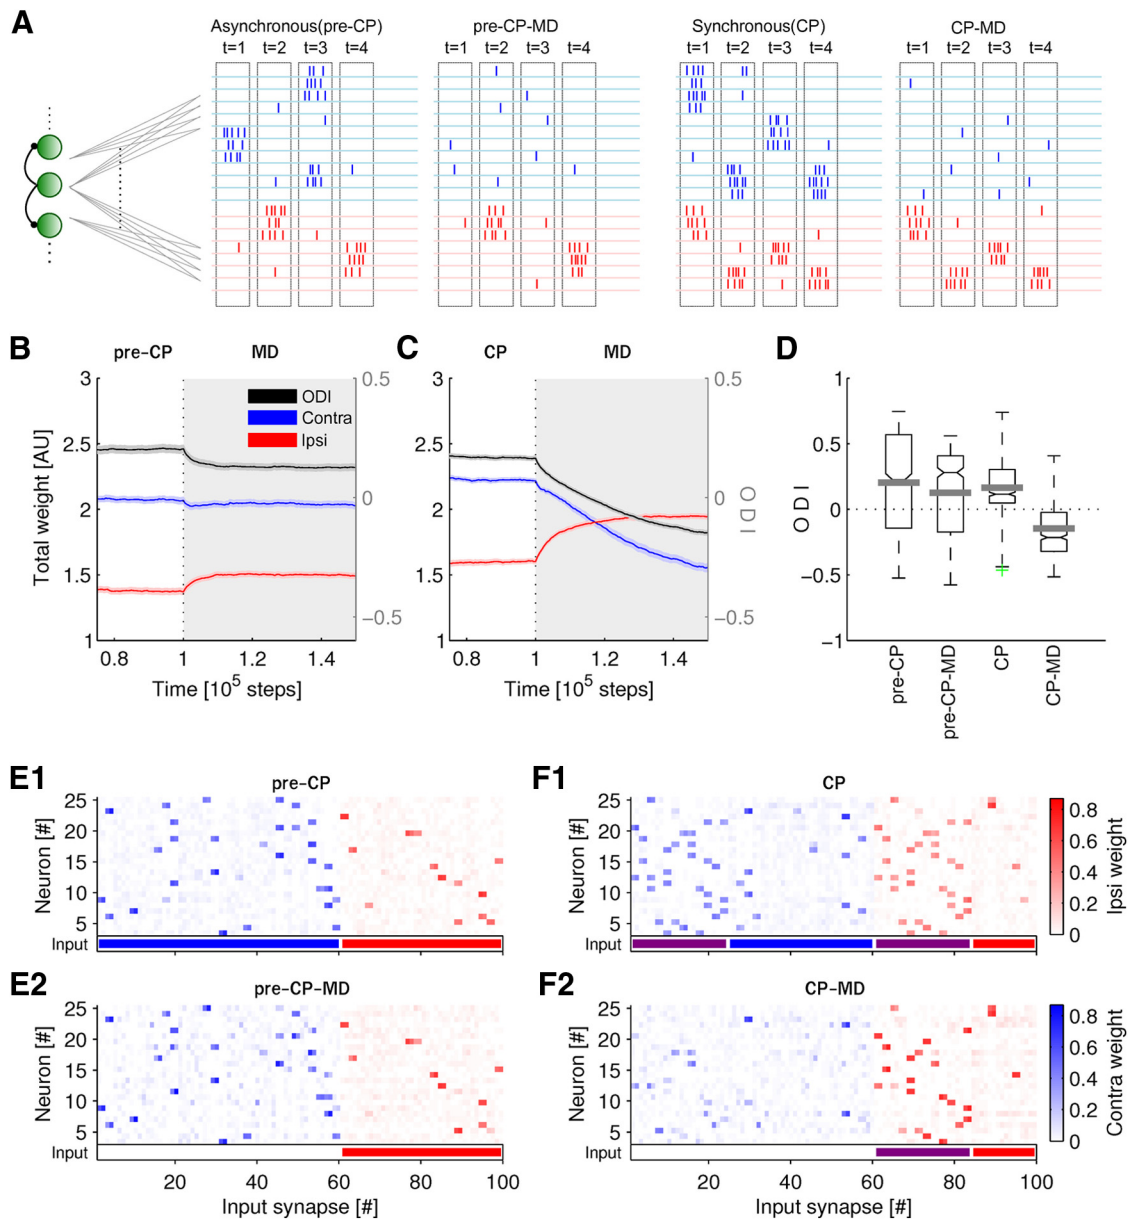 A
Asynchronous(pre-CP)
pre-CP-MD
Synchronous(CP)
CP-MD
t=1 t=2 t=3 t=4
t=1 t=2 t=3 t=4
t=1 t=2 t=3 t=4
t=1 t=2 t=3 t=4
B
pre-CP
MD
3
2.5
2
1.5
1
0.5
0
−0.5
Total weight [AU]
ODI
Contra
Ipsi
0.8 1 1.2 1.4
Time [10⁵ steps]
C
CP
MD
3
2.5
2
1.5
1
0.5
0
−0.5
ODI
0.8 1 1.2 1.4
Time [10⁵ steps]
D
1
0.5
0
−0.5
−1
ODI
pre-CP
pre-CP-MD
CP
CP-MD
E1
pre-CP
25
20
15
10
5
Neuron [#]
Input
F1
CP
25
20
15
10
5
Neuron [#]
Input
0.8
0.6
0.4
0.2
0
Ipsi weight
E2
pre-CP-MD
25
20
15
10
5
Neuron [#]
Input
20 40 60 80 100
Input synapse [#]
F2
CP-MD
25
20
15
10
5
Neuron [#]
Input
20 40 60 80 100
Input synapse [#]
0.8
0.6
0.4
0.2
0
Contra weight